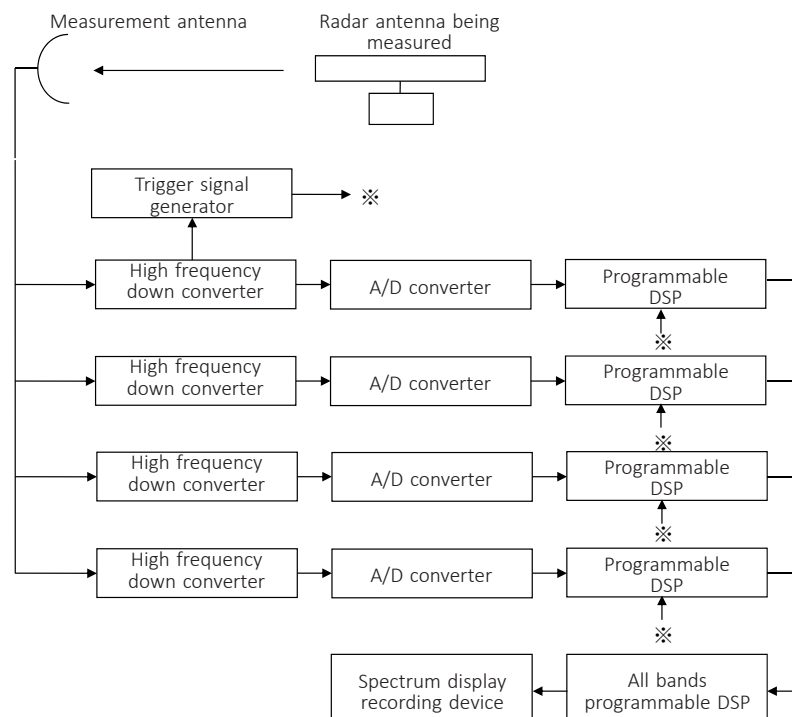 Measurement antenna
Radar antenna being
measured
Trigger signal
generator
※
High frequency
down converter
A/D converter
Programmable
DSP
※
High frequency
down converter
A/D converter
Programmable
DSP
※
High frequency
down converter
A/D converter
Programmable
DSP
※
High frequency
down converter
A/D converter
Programmable
DSP
※
Spectrum display
recording device
All bands
programmable DSP